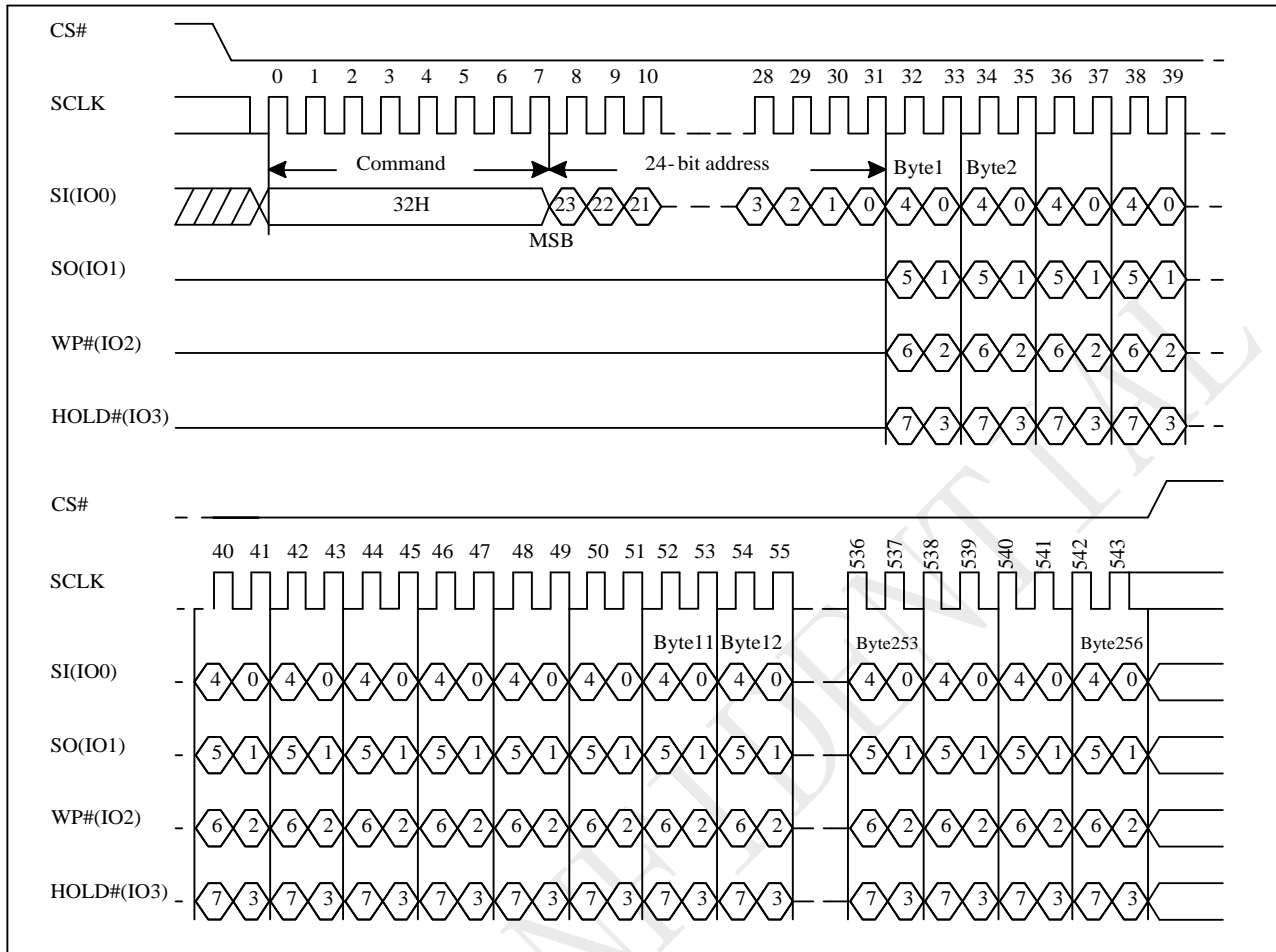 CS#
0 1 2 3 4 5 6 7 8 9 10 28 29 30 31 32 33 34 35 36 37 38 39
SCLK
Command 24-bit address Byte1 Byte2
SI(IO0) 32H 23 22 21 3 2 1 0 4 0 4 0 4 0 4 0
MSB
SO(IO1) 5 1 5 1 5 1 5 1
WP#(IO2) 6 2 6 2 6 2 6 2
HOLD#(IO3) 7 3 7 3 7 3 7 3
CS#
40 41 42 43 44 45 46 47 48 49 50 51 52 53 54 55 536 537 538 539 540 541 542 543
SCLK
Byte11 Byte12 Byte253 Byte256
SI(IO0) 4 0 4 0 4 0 4 0 4 0 4 0 4 0 4 0 4 0 4 0 4 0 4 0
SO(IO1) 5 1 5 1 5 1 5 1 5 1 5 1 5 1 5 1 5 1 5 1 5 1 5 1
WP#(IO2) 6 2 6 2 6 2 6 2 6 2 6 2 6 2 6 2 6 2 6 2 6 2 6 2
HOLD#(IO3) 7 3 7 3 7 3 7 3 7 3 7 3 7 3 7 3 7 3 7 3 7 3 7 3
NFIDENTIAL